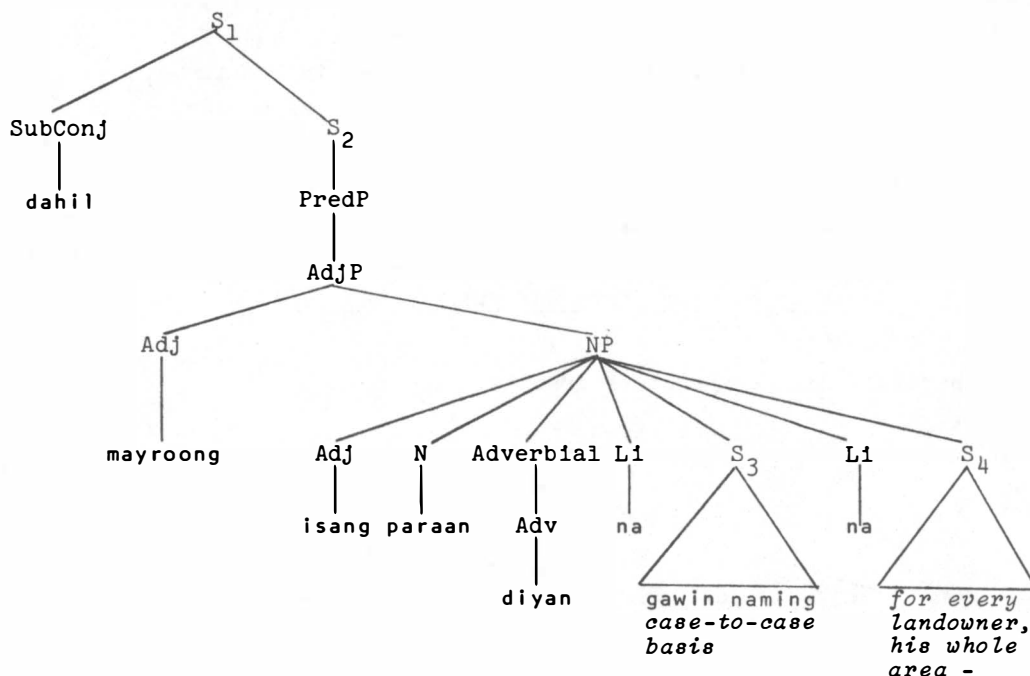 S1
SubConj S2
dahil PredP
AdjP
Adj NP
mayroong Adj N Adverbial Li S3 Li S4
isang paraan Adv na na
diyan gawin naming for every
case-to-case landowner,
basis his whole
area -